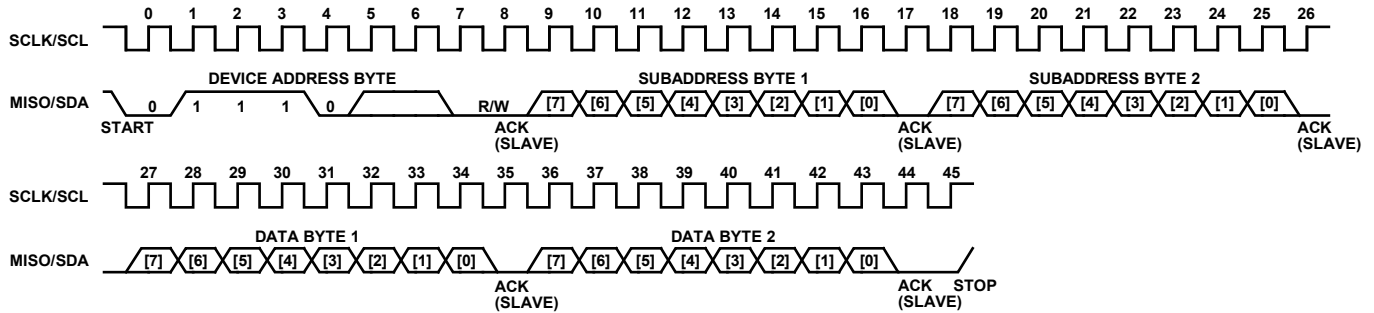 0 1 2 3 4 5 6 7 8 9 10 11 12 13 14 15 16 17 18 19 20 21 22 23 24 25 26
SCLK/SCL
DEVICE ADDRESS BYTE SUBADDRESS BYTE 1 SUBADDRESS BYTE 2
MISO/SDA 0 1 1 1 0 R/W [7] [6] [5] [4] [3] [2] [1] [0] [7] [6] [5] [4] [3] [2] [1] [0]
START ACK ACK ACK
(SLAVE) (SLAVE) (SLAVE)
27 28 29 30 31 32 33 34 35 36 37 38 39 40 41 42 43 44 45
SCLK/SCL
DATA BYTE 1 DATA BYTE 2
MISO/SDA [7] [6] [5] [4] [3] [2] [1] [0] [7] [6] [5] [4] [3] [2] [1] [0]
ACK ACK STOP
(SLAVE) (SLAVE)